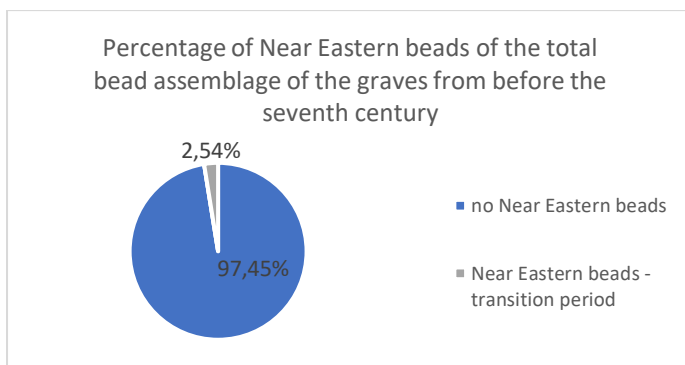 Percentage of Near Eastern beads of the total
bead assemblage of the graves from before the
seventh century
2,54%
97,45%
no Near Eastern beads
Near Eastern beads -
transition period